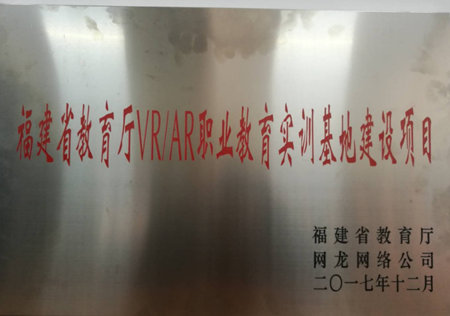 福建省教育厅VR/AR职业教育实训基地建设项目
福建省教育厅
网龙网络公司
二〇一七年十二月